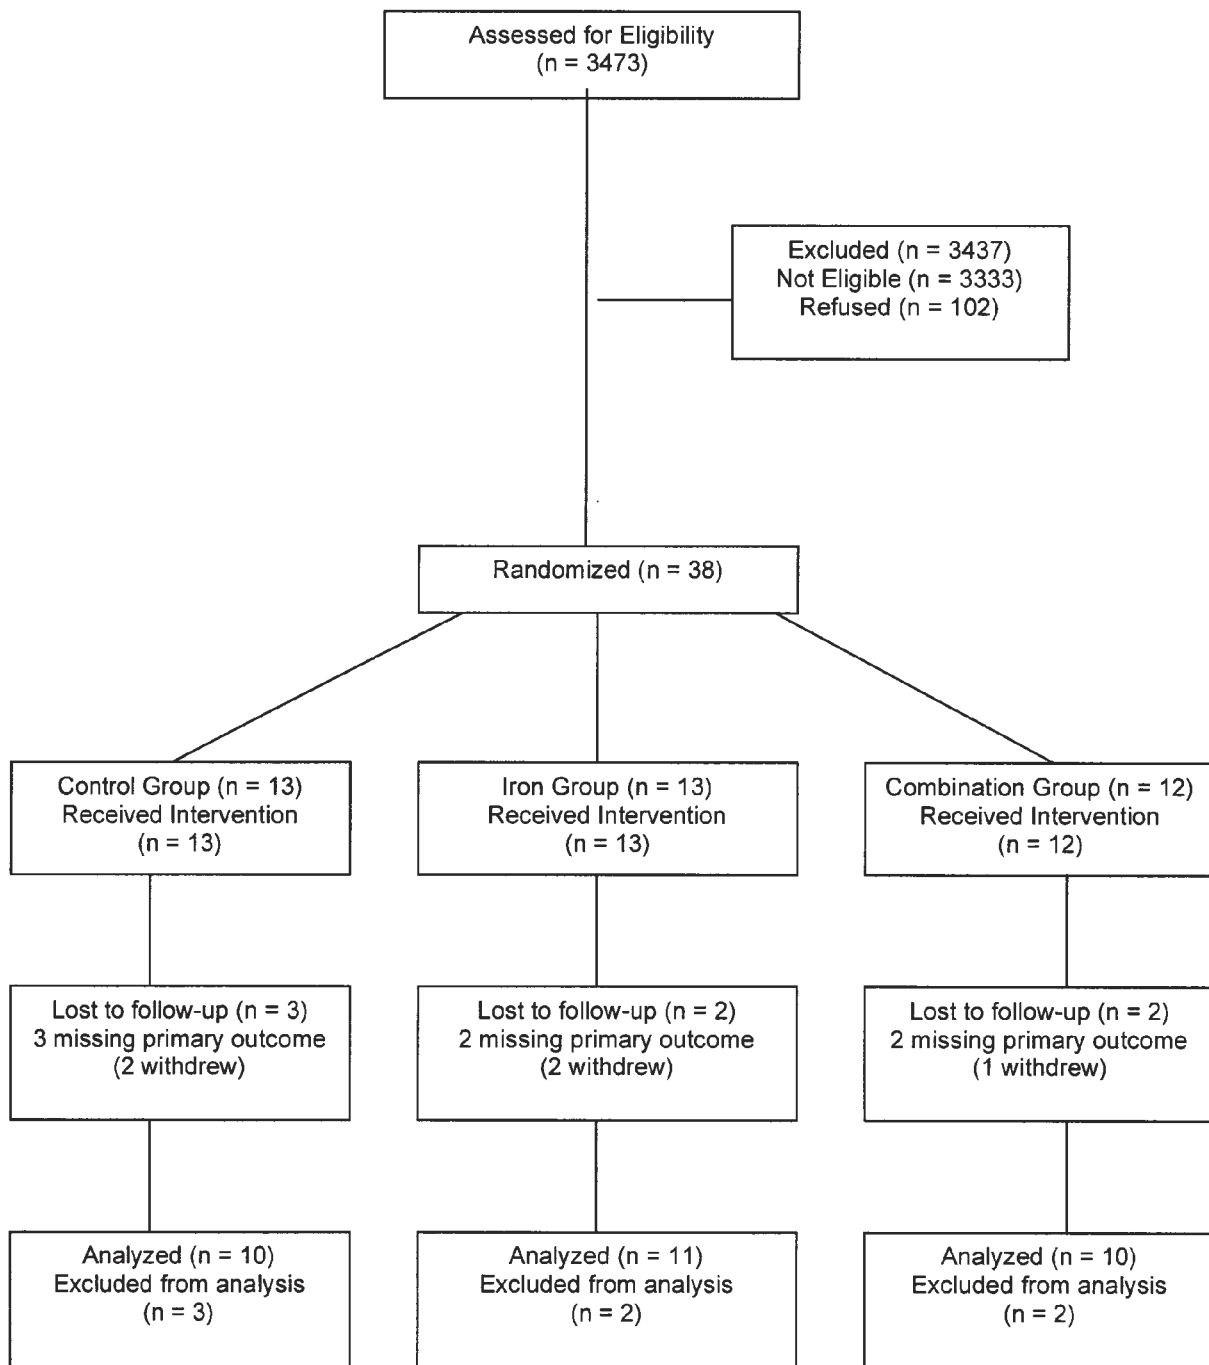 Assessed for Eligibility
(n = 3473)
Excluded (n = 3437)
Not Eligible (n = 3333)
Refused (n = 102)
Randomized (n = 38)
Control Group (n = 13)
Received Intervention
(n = 13)
Iron Group (n = 13)
Received Intervention
(n = 13)
Combination Group (n = 12)
Received Intervention
(n = 12)
Lost to follow-up (n = 3)
3 missing primary outcome
(2 withdrew)
Lost to follow-up (n = 2)
2 missing primary outcome
(2 withdrew)
Lost to follow-up (n = 2)
2 missing primary outcome
(1 withdrew)
Analyzed (n = 10)
Excluded from analysis
(n = 3)
Analyzed (n = 11)
Excluded from analysis
(n = 2)
Analyzed (n = 10)
Excluded from analysis
(n = 2)